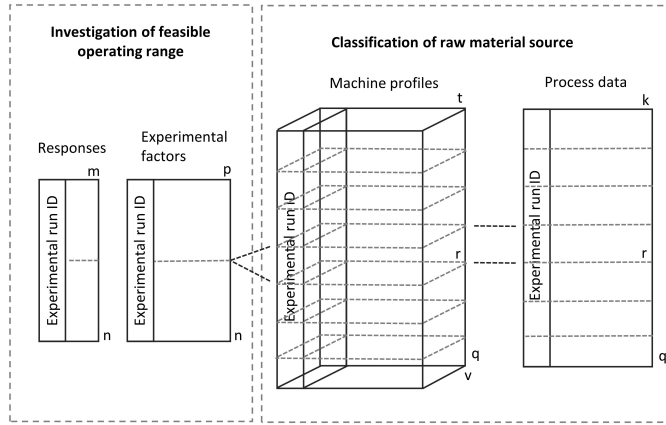 Investigation of feasible
operating range
Responses
m
Experimental run ID
n
Experimental
factors
p
Experimental run ID
n
Classification of raw material source
Machine profiles
t
Experimental run ID
r
q
v
Process data
k
Experimental run ID
r
q